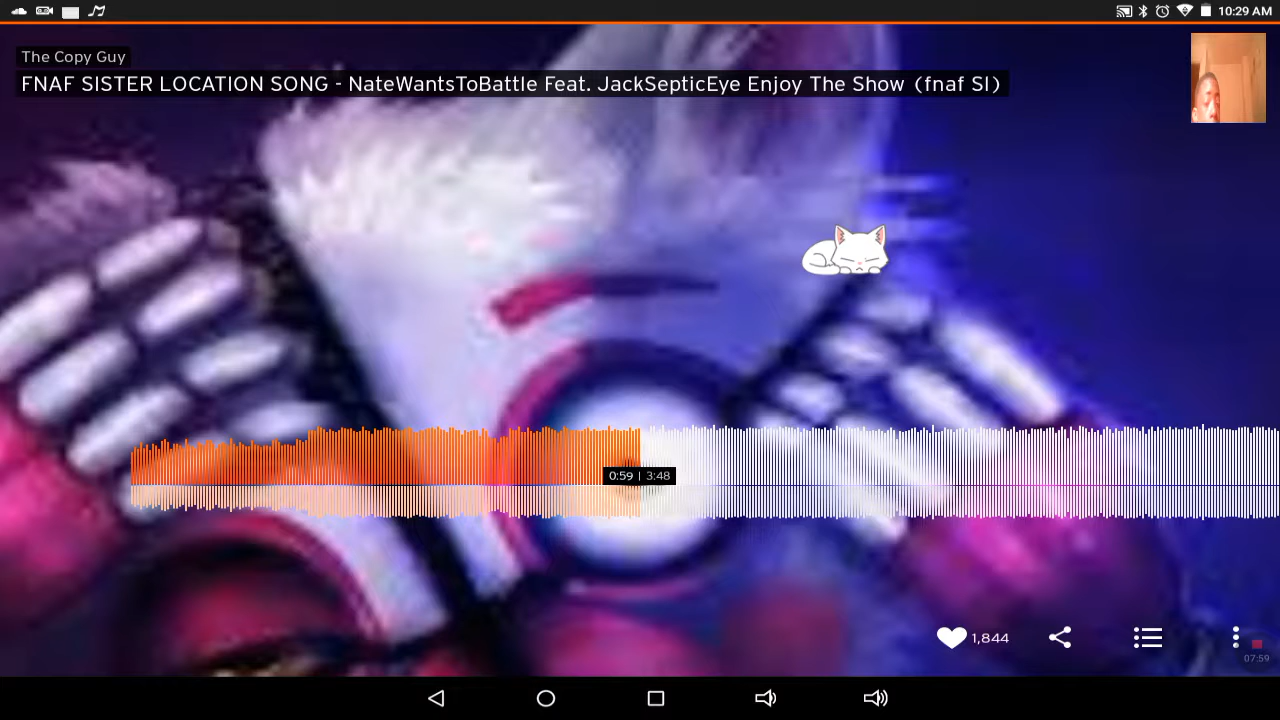 10:29 AM
The Copy Guy
FNAF SISTER LOCATION SONG - NateWantsToBattle Feat. JackSepticEye Enjoy The Show (fnaf Sl)
0:59 | 3:48
1,844
07:59